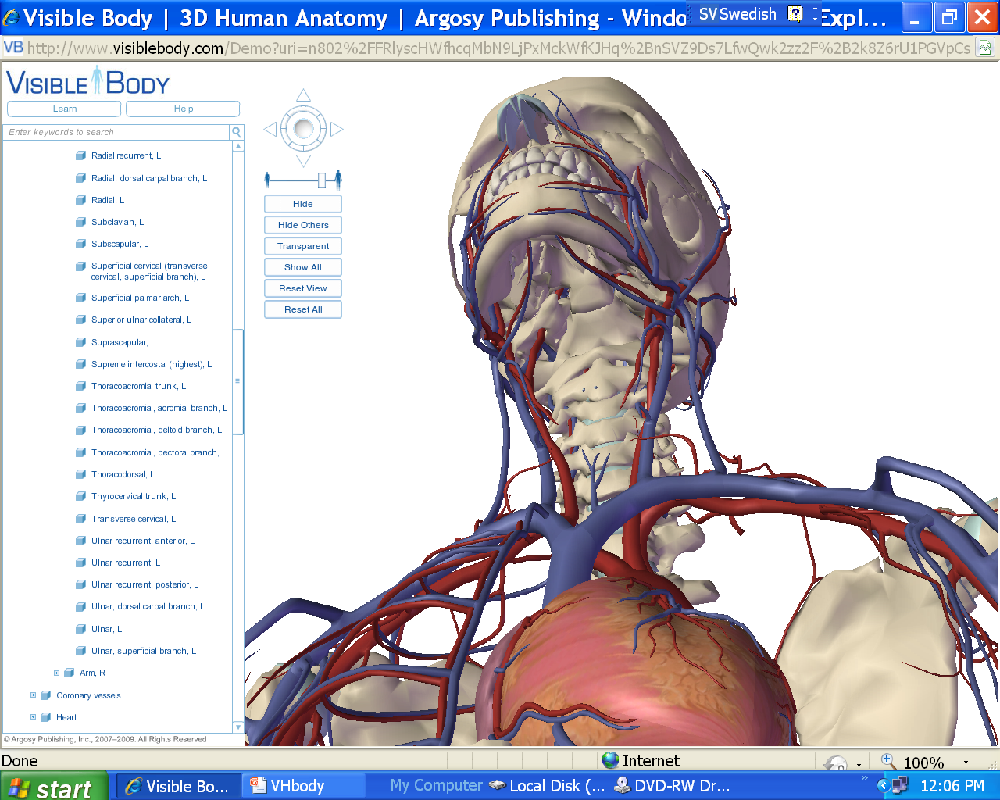 Visible Body | 3D Human Anatomy | Argosy Publishing - Windo
SV Swedish
Expl...
http://www.visiblebody.com/Demo?uri=n802%2FFRlyscHWfhcqMbN9LjPxMckWfKJHq%2BnSVZ9Ds7LfwQwk2zz2F%2B2k8Z6rU1PGVpCs
VISIBLE BODY
Learn
Help
Enter keywords to search
Radial recurrent, L
Radial, dorsal carpal branch, L
Radial, L
Subclavian, L
Subscapular, L
Superficial cervical (transverse
cervical, superficial branch), L
Superficial palmar arch, L
Superior ulnar collateral, L
Suprascapular, L
Supreme intercostal (highest), L
Thoracoacromial trunk, L
Thoracoacromial, acromial branch, L
Thoracoacromial, deltoid branch, L
Thoracoacromial, pectoral branch, L
Thoracodorsal, L
Thyrocervical trunk, L
Transverse cervical, L
Ulnar recurrent, anterior, L
Ulnar recurrent, L
Ulnar recurrent, posterior, L
Ulnar, dorsal carpal branch, L
Ulnar, L
Ulnar, superficial branch, L
Arm, R
Coronary vessels
Heart
© Argosy Publishing, Inc., 2007–2009. All Rights Reserved
Hide
Hide Others
Transparent
Show All
Reset View
Reset All
Done
Internet
100%
start
Visible Bo...
VHbody
My Computer
Local Disk (...
DVD-RW Dr...
12:06 PM